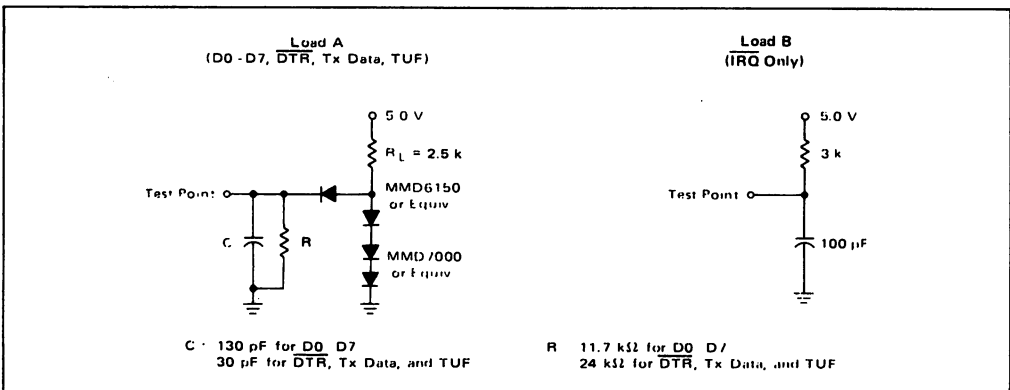 Load A
(D0 - D7, DTR, Tx Data, TUF)
5.0 V
RL = 2.5 k
Test Point
MMD6150
or Equiv
C
R
MMD7000
or Equiv
C - 130 pF for D0 D7
30 pF for DTR, Tx Data, and TUF
Load B
(IRQ Only)
5.0 V
3 k
Test Point
100 pF
R 11.7 kΩ for D0 D7
24 kΩ for DTR, Tx Data, and TUF